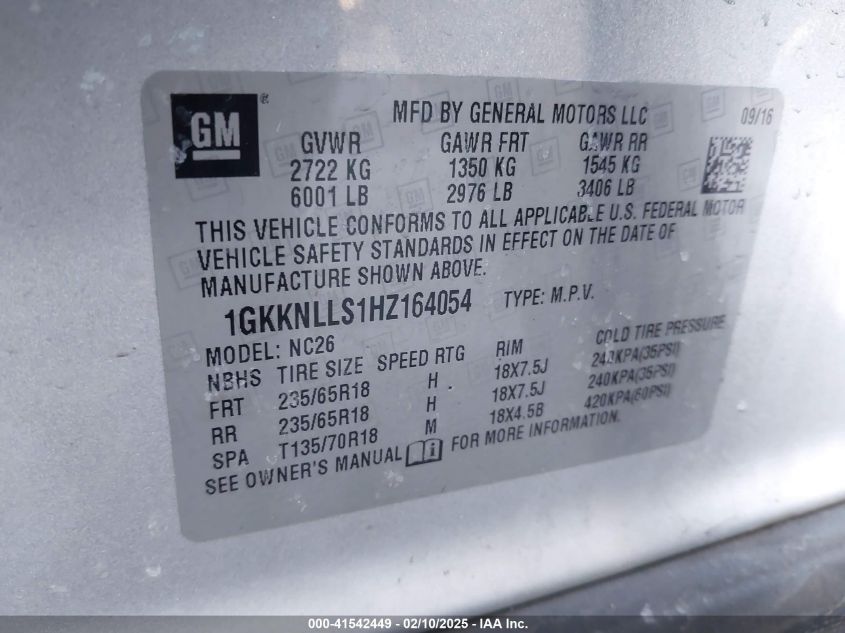 GM ®
MFD BY GENERAL MOTORS LLC 09/16
GVWR GAWR FRT GAWR RR
2722 KG 1350 KG 1545 KG
6001 LB 2976 LB 3406 LB
THIS VEHICLE CONFORMS TO ALL APPLICABLE U.S. FEDERAL MOTOR
VEHICLE SAFETY STANDARDS IN EFFECT ON THE DATE OF
MANUFACTURE SHOWN ABOVE.
1GKKNLLS1HZ164054 TYPE: M.P.V.
MODEL: NC26
NBHS TIRE SIZE SPEED RTG RIM COLD TIRE PRESSURE
FRT 235/65R18 H 18X7.5J 240KPA(35PSI)
RR 235/65R18 H 18X7.5J 240KPA(35PSI)
SPA T135/70R18 M 18X4.5B 420KPA(60PSI)
SEE OWNER'S MANUAL FOR MORE INFORMATION.
000-41542449 - 02/10/2025 - IAA Inc.